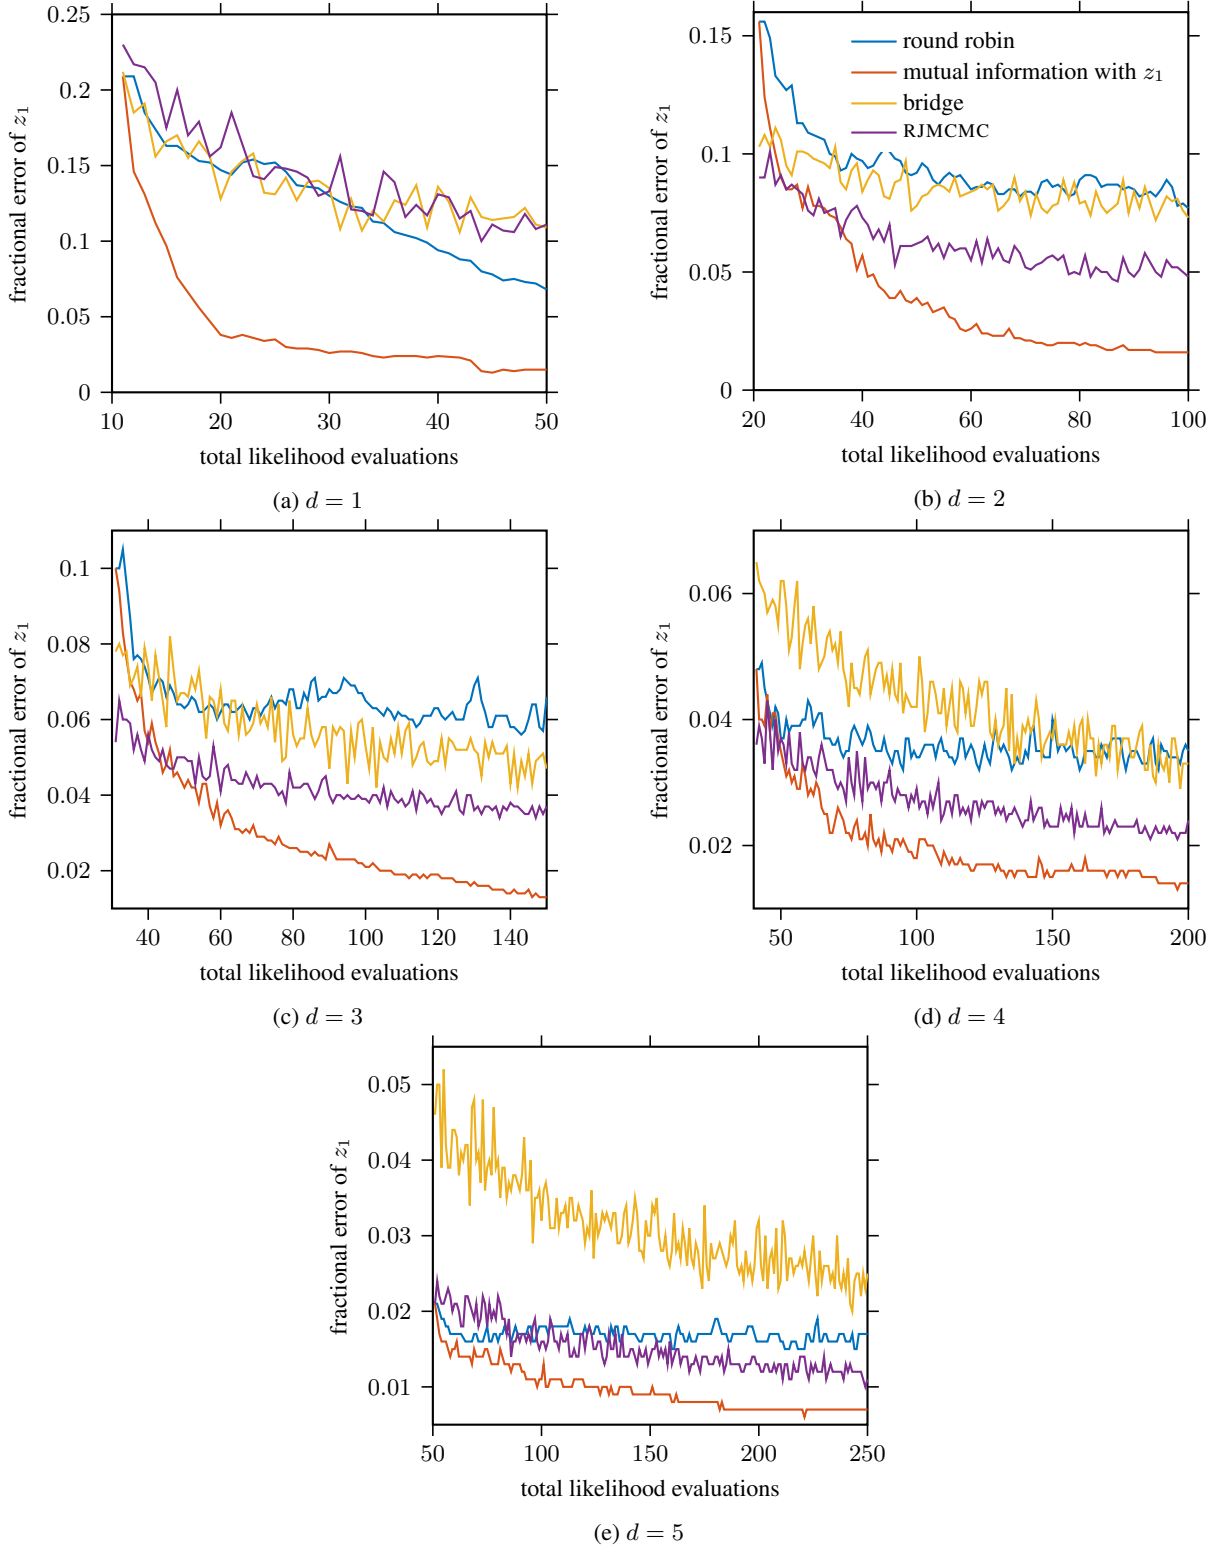 0.25
0.2
0.15
0.1
0.05
0
fractional error of z1
10 20 30 40 50
total likelihood evaluations
(a) d = 1
0.15
0.1
0.05
0
fractional error of z1
round robin
mutual information with z1
bridge
RJMCMC
20 40 60 80 100
total likelihood evaluations
(b) d = 2
0.1
0.08
0.06
0.04
0.02
fractional error of z1
40 60 80 100 120 140
total likelihood evaluations
(c) d = 3
0.06
0.04
0.02
fractional error of z1
50 100 150 200
total likelihood evaluations
(d) d = 4
0.05
0.04
0.03
0.02
0.01
fractional error of z1
50 100 150 200 250
total likelihood evaluations
(e) d = 5